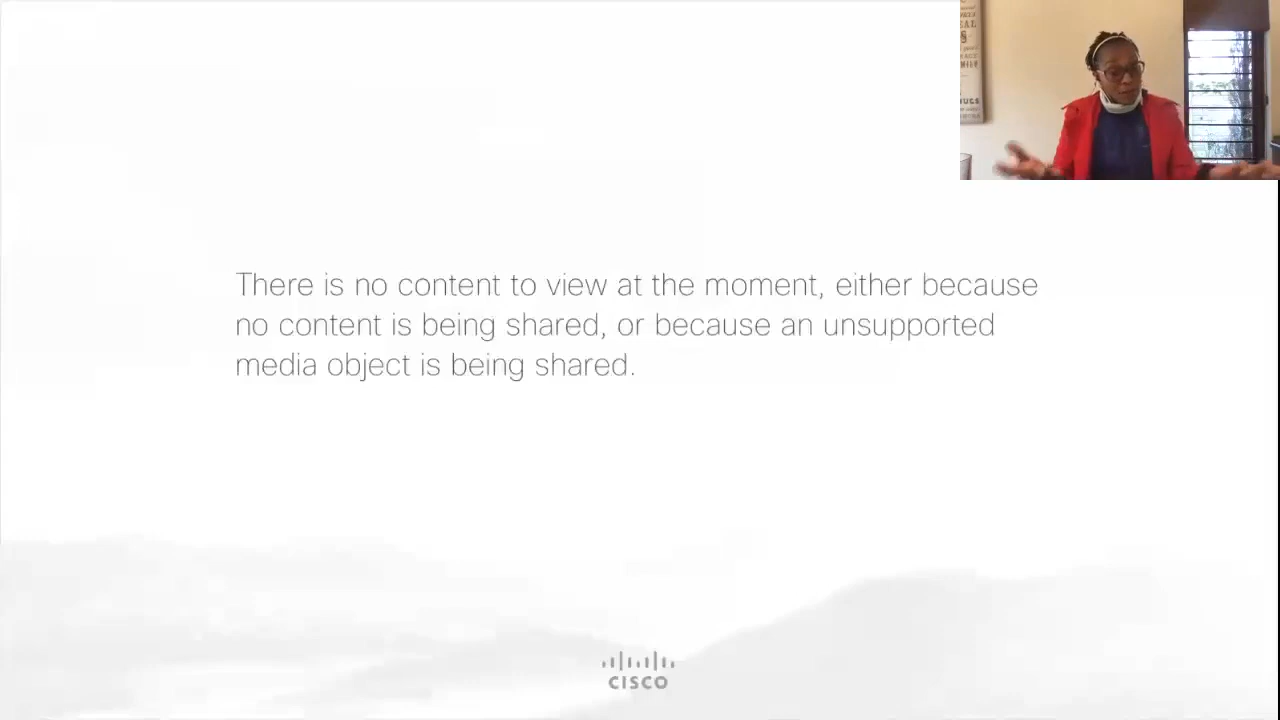 There is no content to view at the moment, either because
no content is being shared, or because an unsupported
media object is being shared.
CISCO